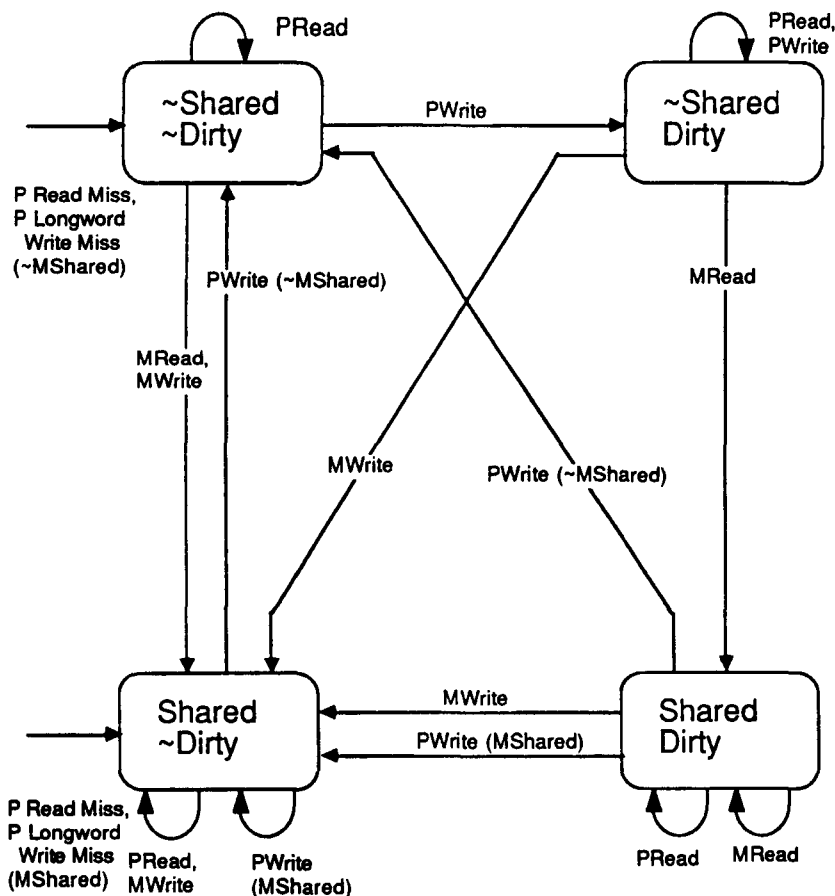 PRead
PRead,
PWrite
~Shared
~Dirty
PWrite
~Shared
Dirty
P Read Miss,
P Longword
Write Miss
(~MShared)
PWrite (~MShared)
MRead
MRead,
MWrite
MWrite
PWrite (~MShared)
Shared
~Dirty
MWrite
PWrite (MShared)
Shared
Dirty
P Read Miss,
P Longword
Write Miss
(MShared)
PRead,
MWrite
PWrite
(MShared)
PRead
MRead